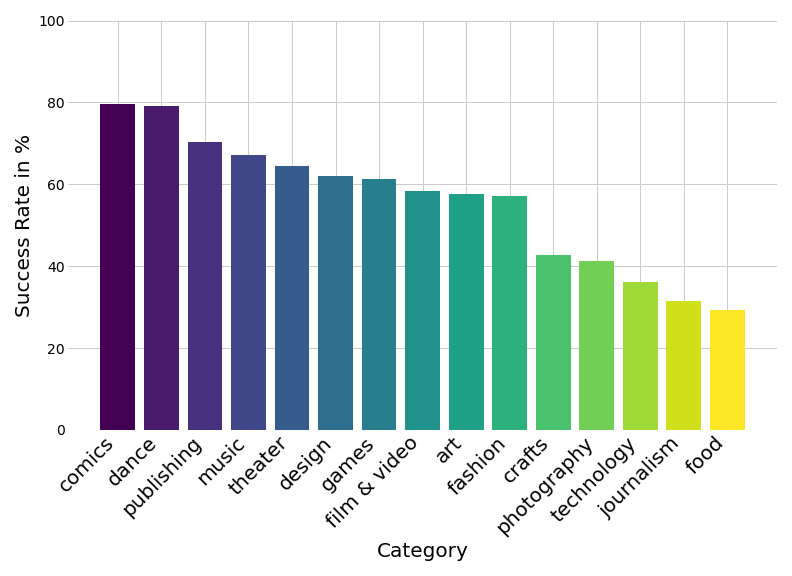 100
80
60
40
20
0
Success Rate in %
comics
dance
publishing
music
theater
design
games
film & video
art
fashion
crafts
photography
technology
journalism
food
Category